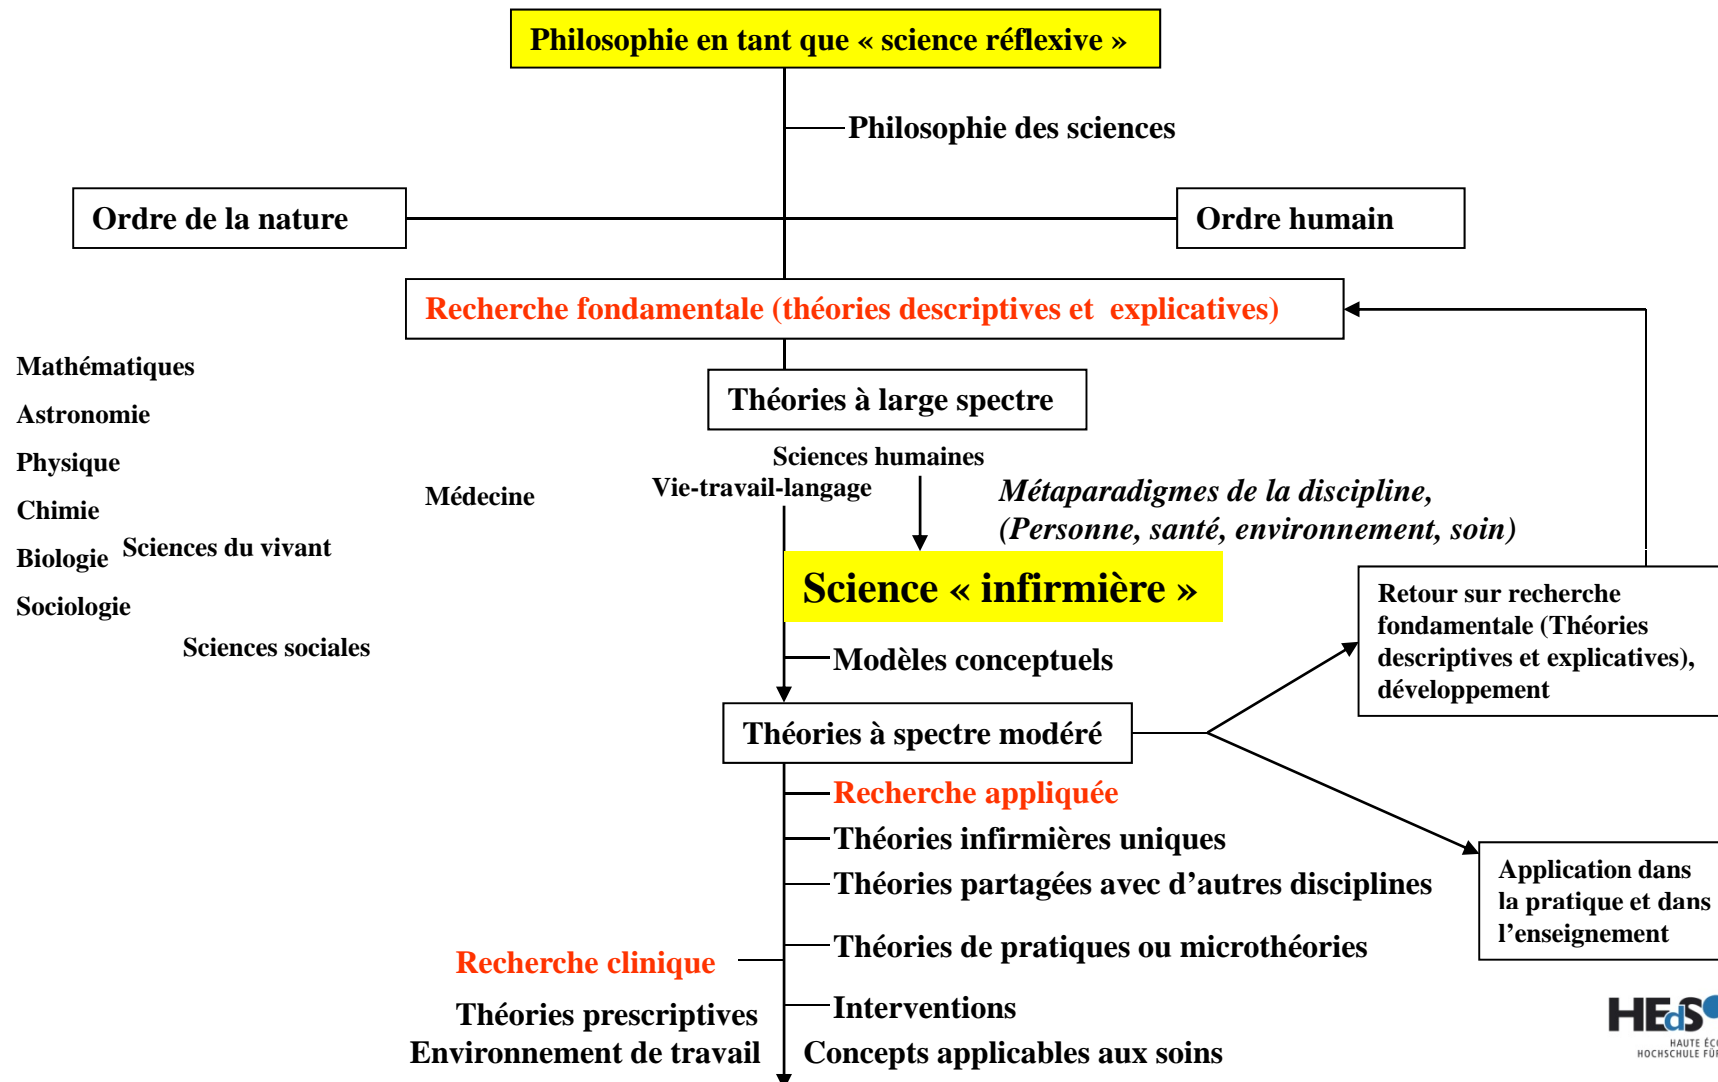 Philosophie en tant que « science réflexive »
Philosophie des sciences
Ordre de la nature
Ordre humain
Recherche fondamentale (théories descriptives et explicatives)
Mathématiques
Astronomie
Physique
Chimie
Biologie
Sciences du vivant
Sociologie
Sciences sociales
Médecine
Théories à large spectre
Sciences humaines
Vie-travail-langage
Métaparadigmes de la discipline,
(Personne, santé, environnement, soin)
Science « infirmière »
Modèles conceptuels
Théories à spectre modéré
Retour sur recherche
fondamentale (Théories
descriptives et explicatives),
développement
Application dans
la pratique et dans
l’enseignement
Recherche appliquée
Théories infirmières uniques
Théories partagées avec d’autres disciplines
Théories de pratiques ou microthéories
Recherche clinique
Interventions
Théories prescriptives
Environnement de travail
Concepts applicables aux soins
HEdS
HAUTE
HOCHSCHULE